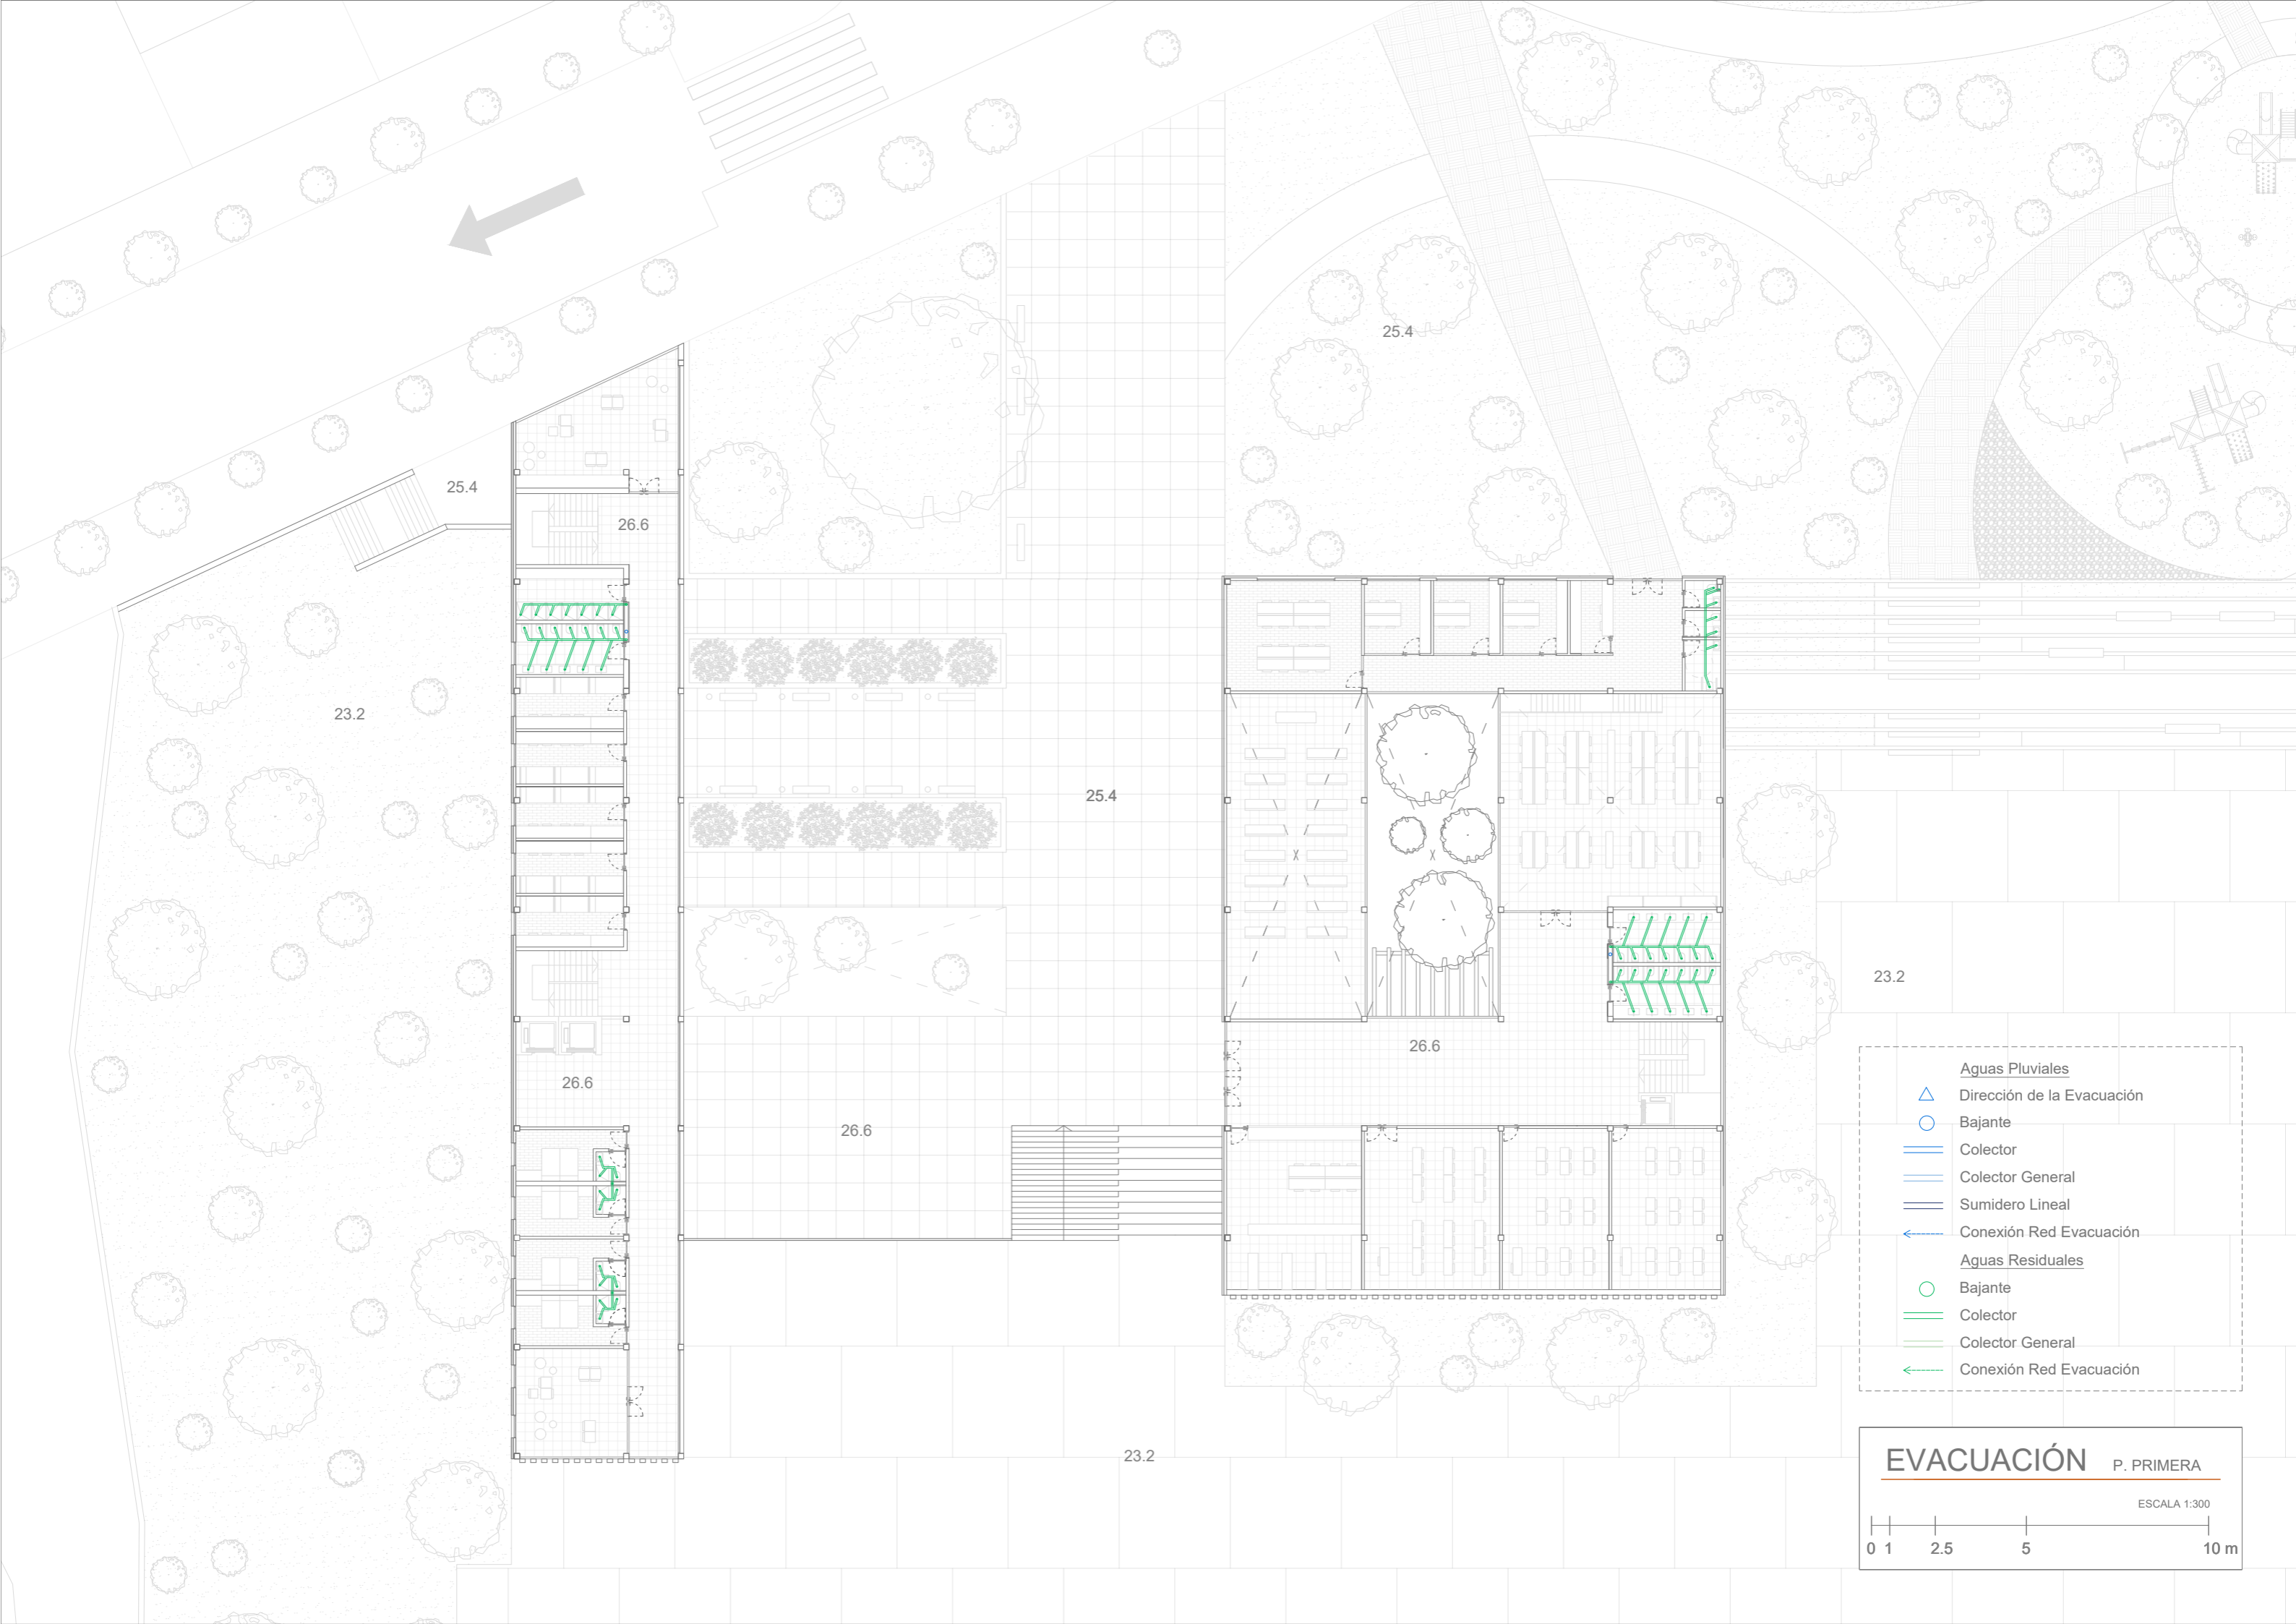 25.4
25.4
26.6
23.2
25.4
23.2
26.6
26.6
26.6
23.2
Aguas Pluviales
Dirección de la Evacuación
Bajante
Colector
Colector General
Sumidero Lineal
Conexión Red Evacuación
Aguas Residuales
Bajante
Colector
Colector General
Conexión Red Evacuación
EVACUACIÓN P. PRIMERA
ESCALA 1:300
0 1 2.5 5 10 m